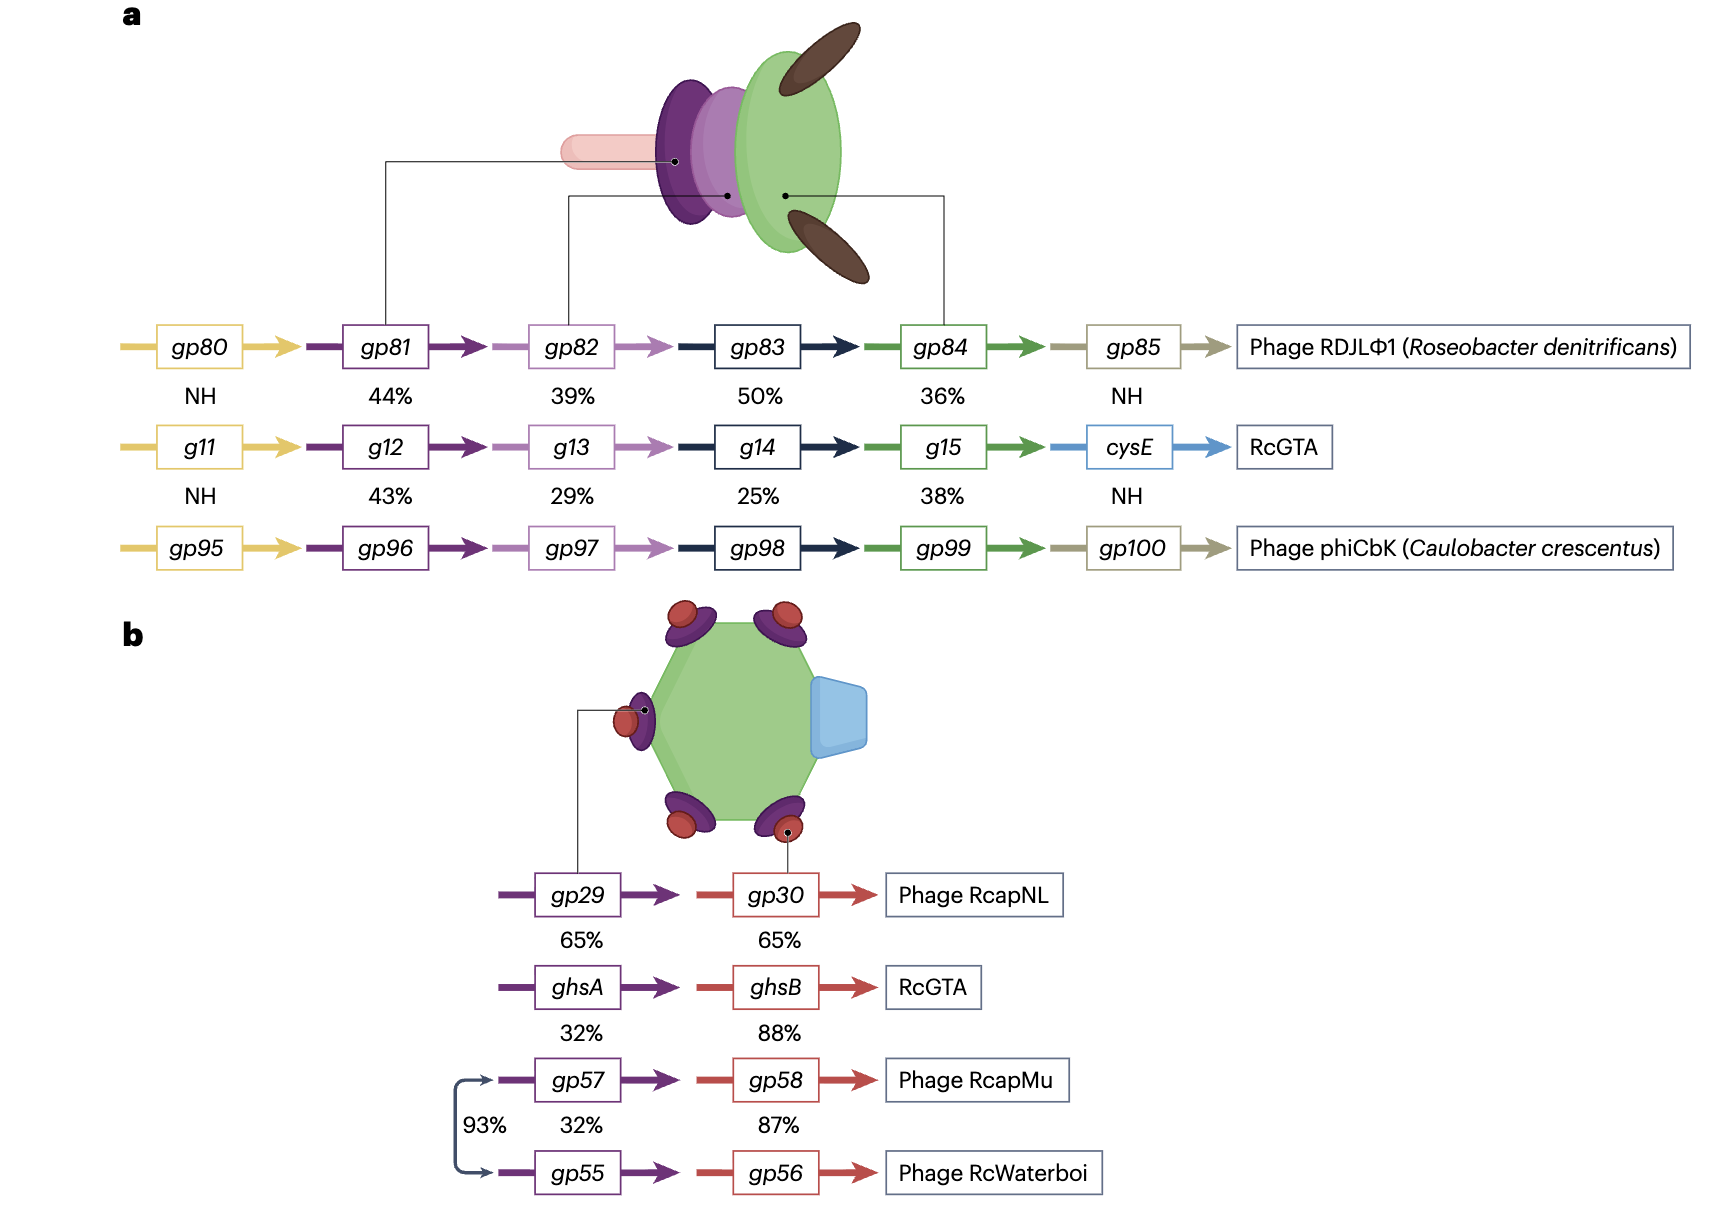 a
gp80 gp81 gp82 gp83 gp84 gp85 Phage RDJLΦ1 (Roseobacter denitrificans)
NH 44% 39% 50% 36% NH
g11 g12 g13 g14 g15 cysE RcGTA
NH 43% 29% 25% 38% NH
gp95 gp96 gp97 gp98 gp99 gp100 Phage phiCbK (Caulobacter crescentus)
b
gp29 gp30 Phage RcapNL
65% 65%
ghsA ghsB RcGTA
32% 88%
gp57 gp58 Phage RcapMu
93% 32% 87%
gp55 gp56 Phage RcWaterboi